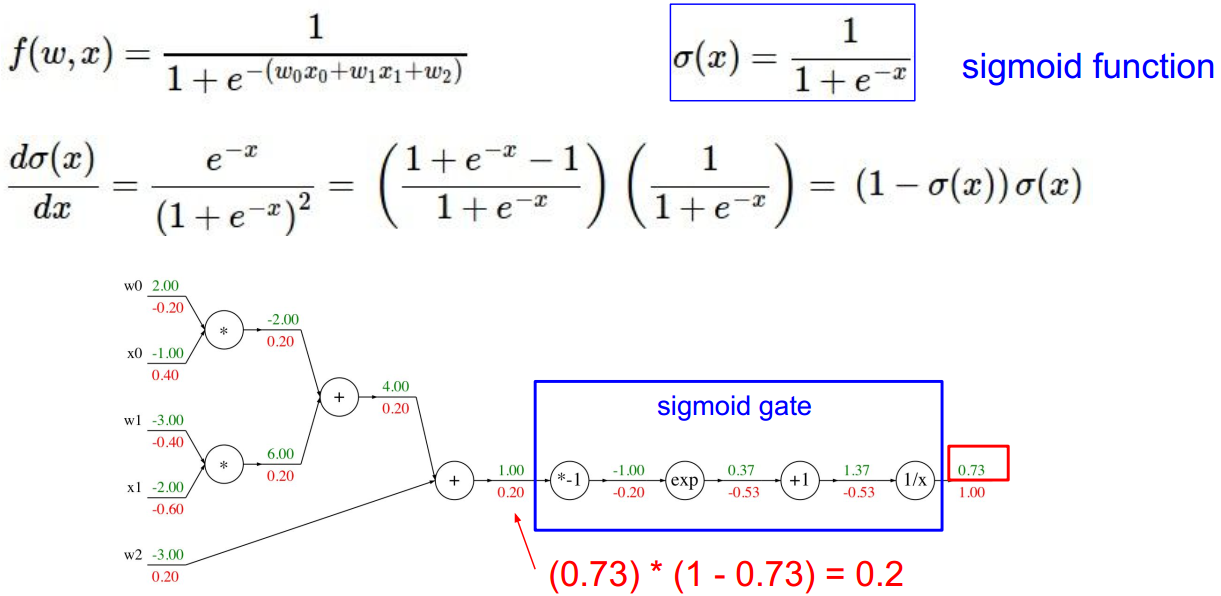 f(w, x) = 1 / (1 + e^−(w₀x₀+w₁x₁+w₂))
σ(x) = 1 / (1 + e^−x)
sigmoid function
dσ(x)/dx = e^−x / (1 + e^−x)² = ((1 + e^−x − 1) / (1 + e^−x)) (1 / (1 + e^−x)) = (1 − σ(x)) σ(x)
w0 2.00
-0.20
*
-2.00
0.20
x0 -1.00
0.40
+
4.00
0.20
w1 -3.00
-0.40
*
6.00
0.20
x1 -2.00
-0.60
sigmoid gate
+
1.00
0.20
*-1
-1.00
-0.20
exp
0.37
-0.53
+1
1.37
-0.53
1/x
0.73
1.00
w2 -3.00
0.20
(0.73) * (1 - 0.73) = 0.2